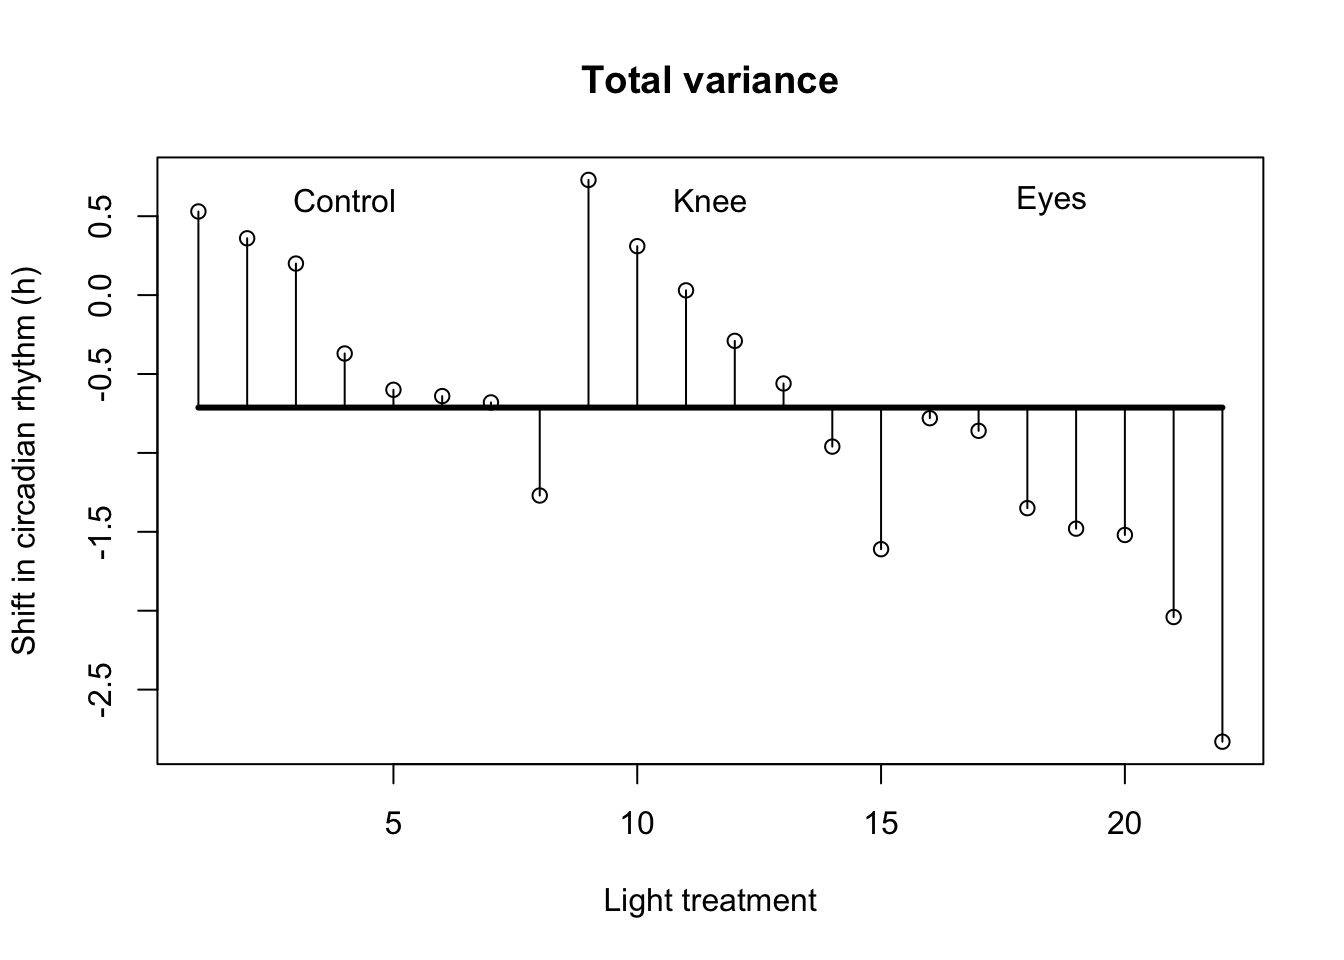 Total variance
Control
Knee
Eyes
Shift in circadian rhythm (h)
0.5
0.0
-0.5
-1.5
-2.5
5
10
15
20
Light treatment